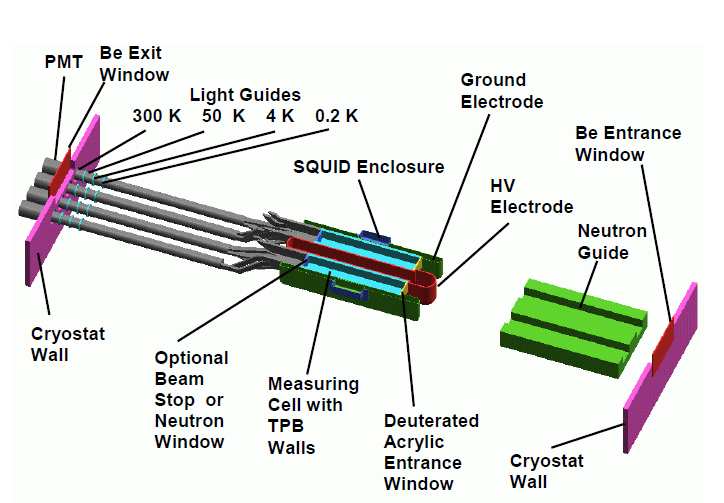 PMT
Be Exit
Window
Light Guides
300 K 50 K 4 K 0.2 K
SQUID Enclosure
Ground
Electrode
HV
Electrode
Be Entrance
Window
Neutron
Guide
Cryostat
Wall
Optional
Beam
Stop or
Neutron
Window
Measuring
Cell with
TPB
Walls
Deuterated
Acrylic
Entrance
Window
Cryostat
Wall